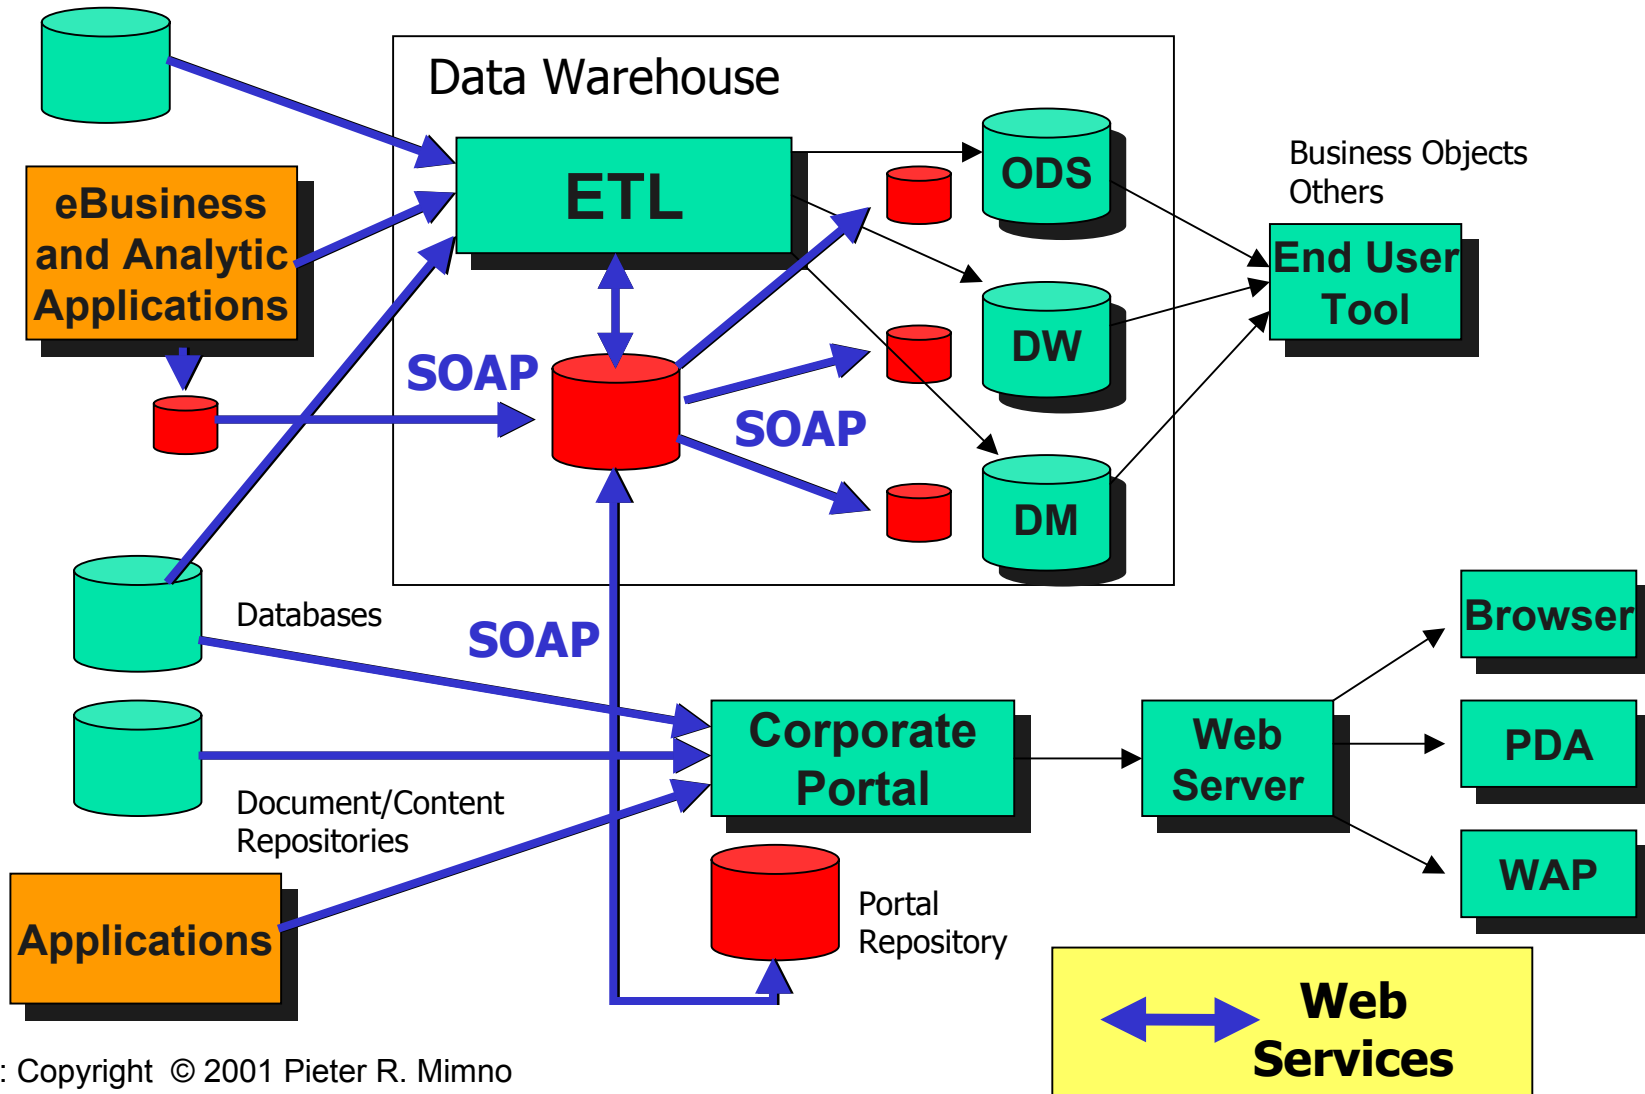 Data Warehouse
ETL
ODS
Business Objects
Others
eBusiness
and Analytic
Applications
End User
Tool
DW
SOAP
SOAP
DM
Databases
SOAP
Browser
Corporate
Portal
Web
Server
PDA
Document/Content
Repositories
WAP
Applications
Portal
Repository
Web
Services
: Copyright © 2001 Pieter R. Mimno